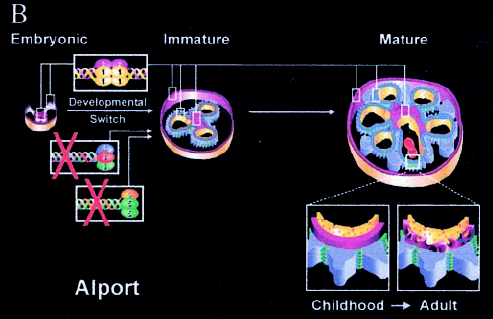 B
Embryonic Immature Mature
Developmental
Switch
Alport
Childhood → Adult